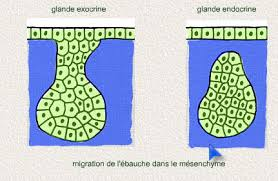 glande exocrine
glande endocrine
migration de l'ébauche dans le mésenchyme